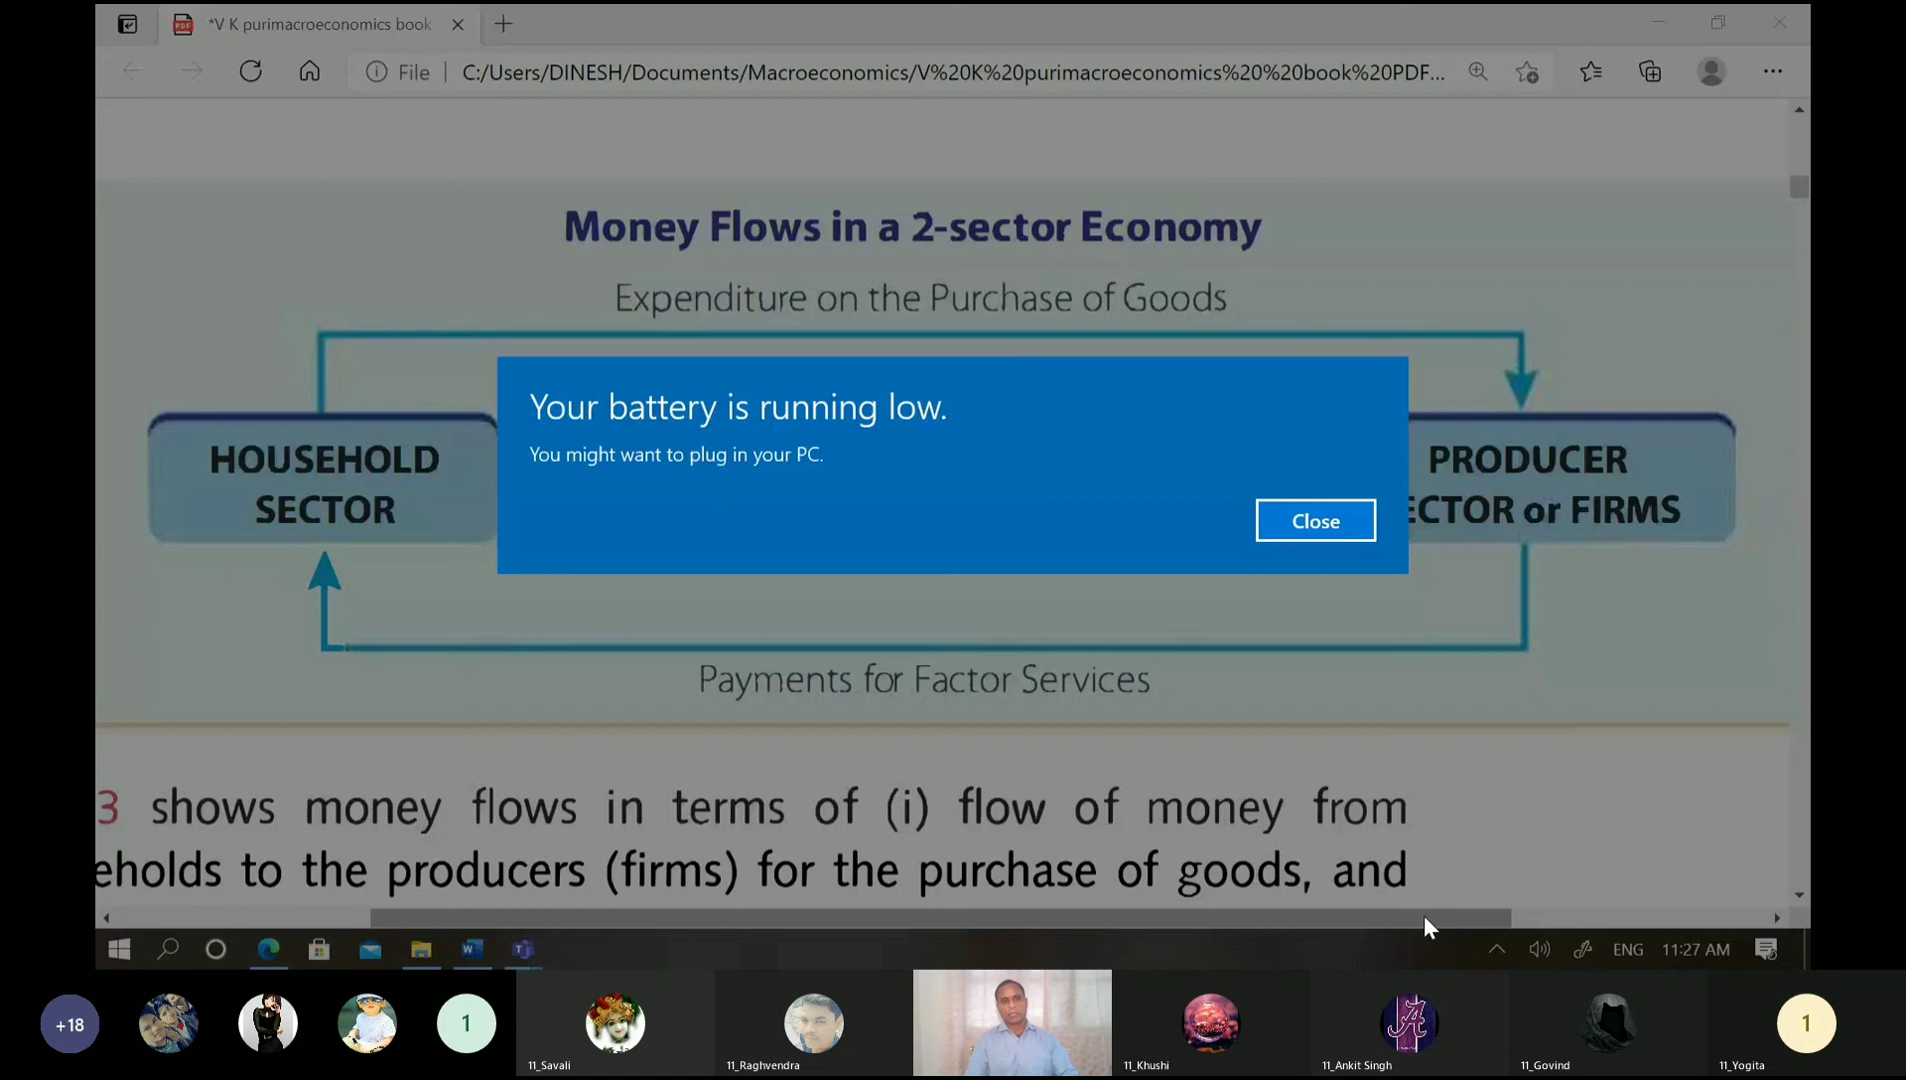 *V K purimacroeconomics book
File
C:/Users/DINESH/Documents/Macroeconomics/V%20K%20purimacroeconomics%20%20book%20PDF...
Money Flows in a 2-sector Economy
Expenditure on the Purchase of Goods
Your battery is running low.
You might want to plug in your PC.
Close
HOUSEHOLD
SECTOR
PRODUCER
ECTOR or FIRMS
Payments for Factor Services
3 shows money flows in terms of (i) flow of money from
eholds to the producers (firms) for the purchase of goods, and
ENG
11:27 AM
+18
1
11_Savali
11_Raghvendra
11_Khushi
11_Ankit Singh
11_Govind
1
11_Yogita